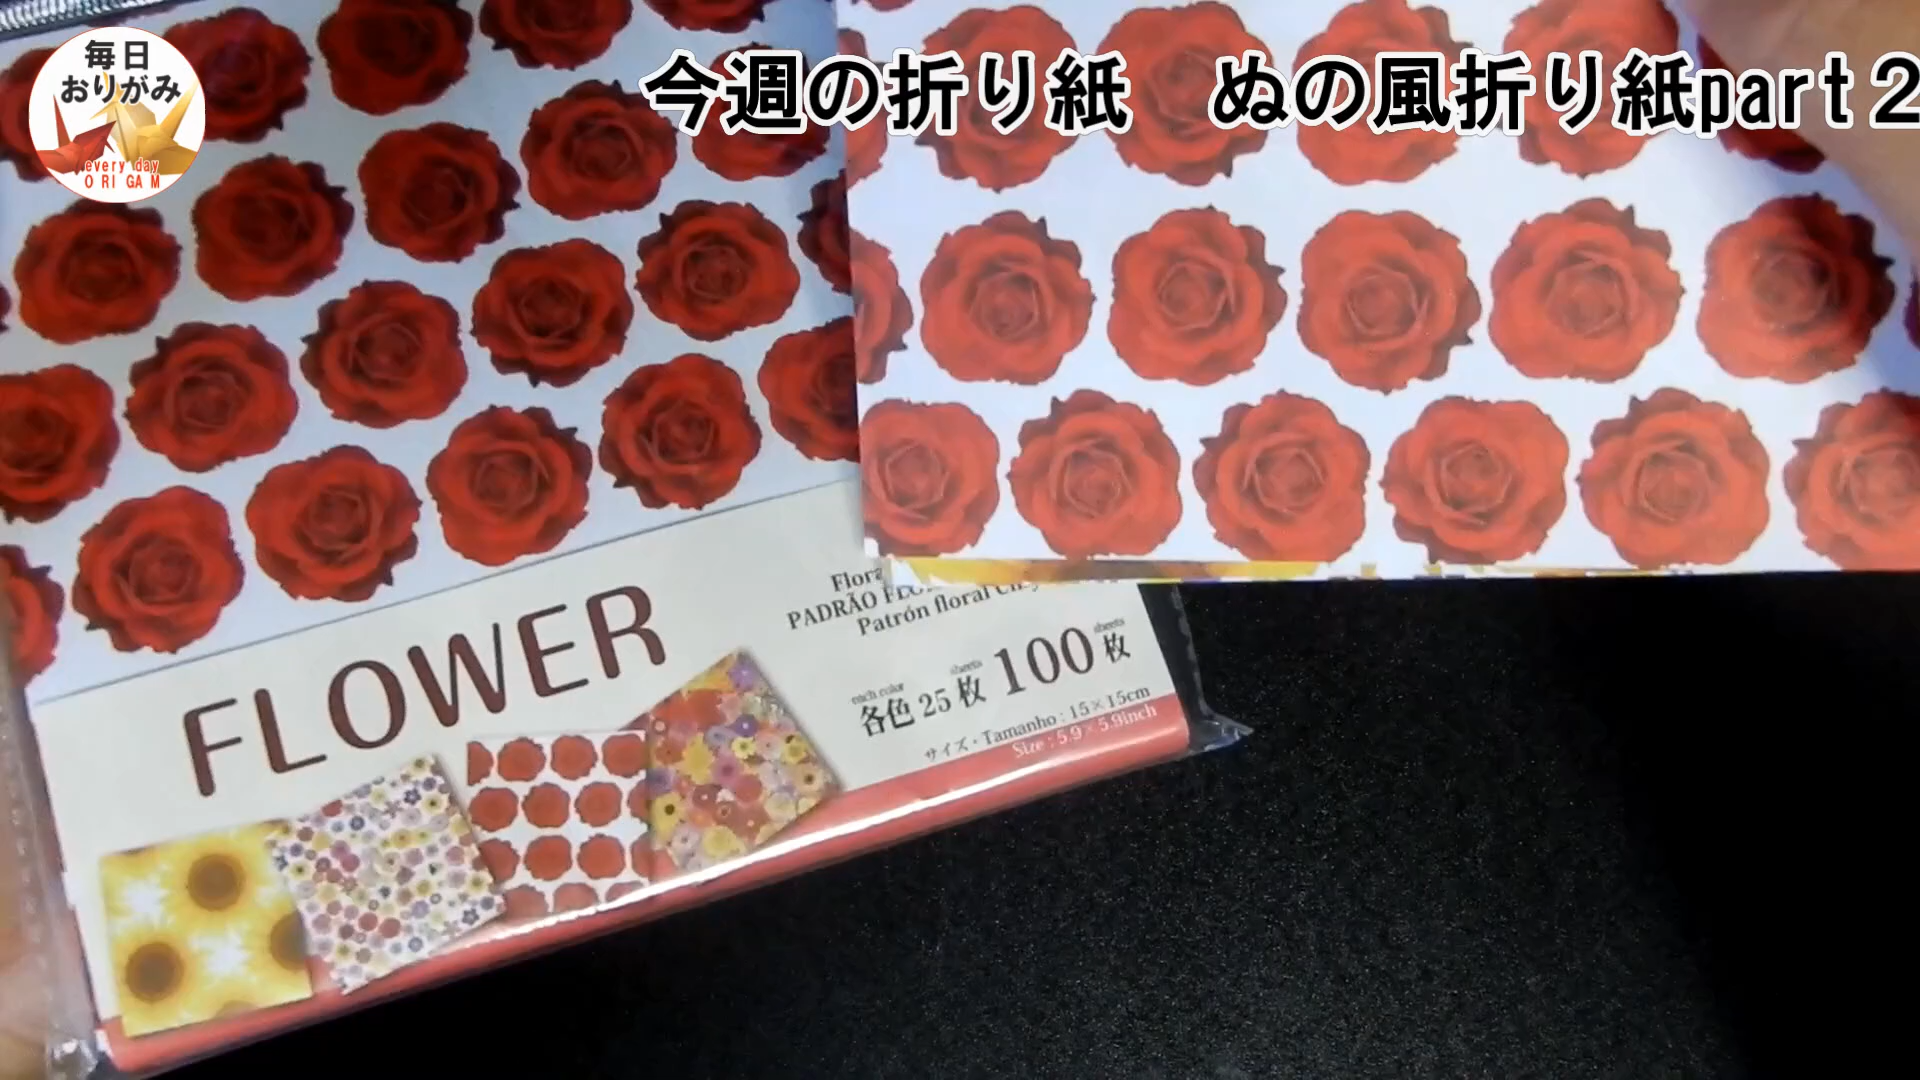 毎日
おりがみ
every day
ORIGAM
今週の折り紙　ぬの風折り紙part２
FLOWER
PADRÃO
Patrón floral
each color sheets sheets
各色25枚 100枚
サイズ・Tamanho：15×15cm
Size：5.9×5.9inch